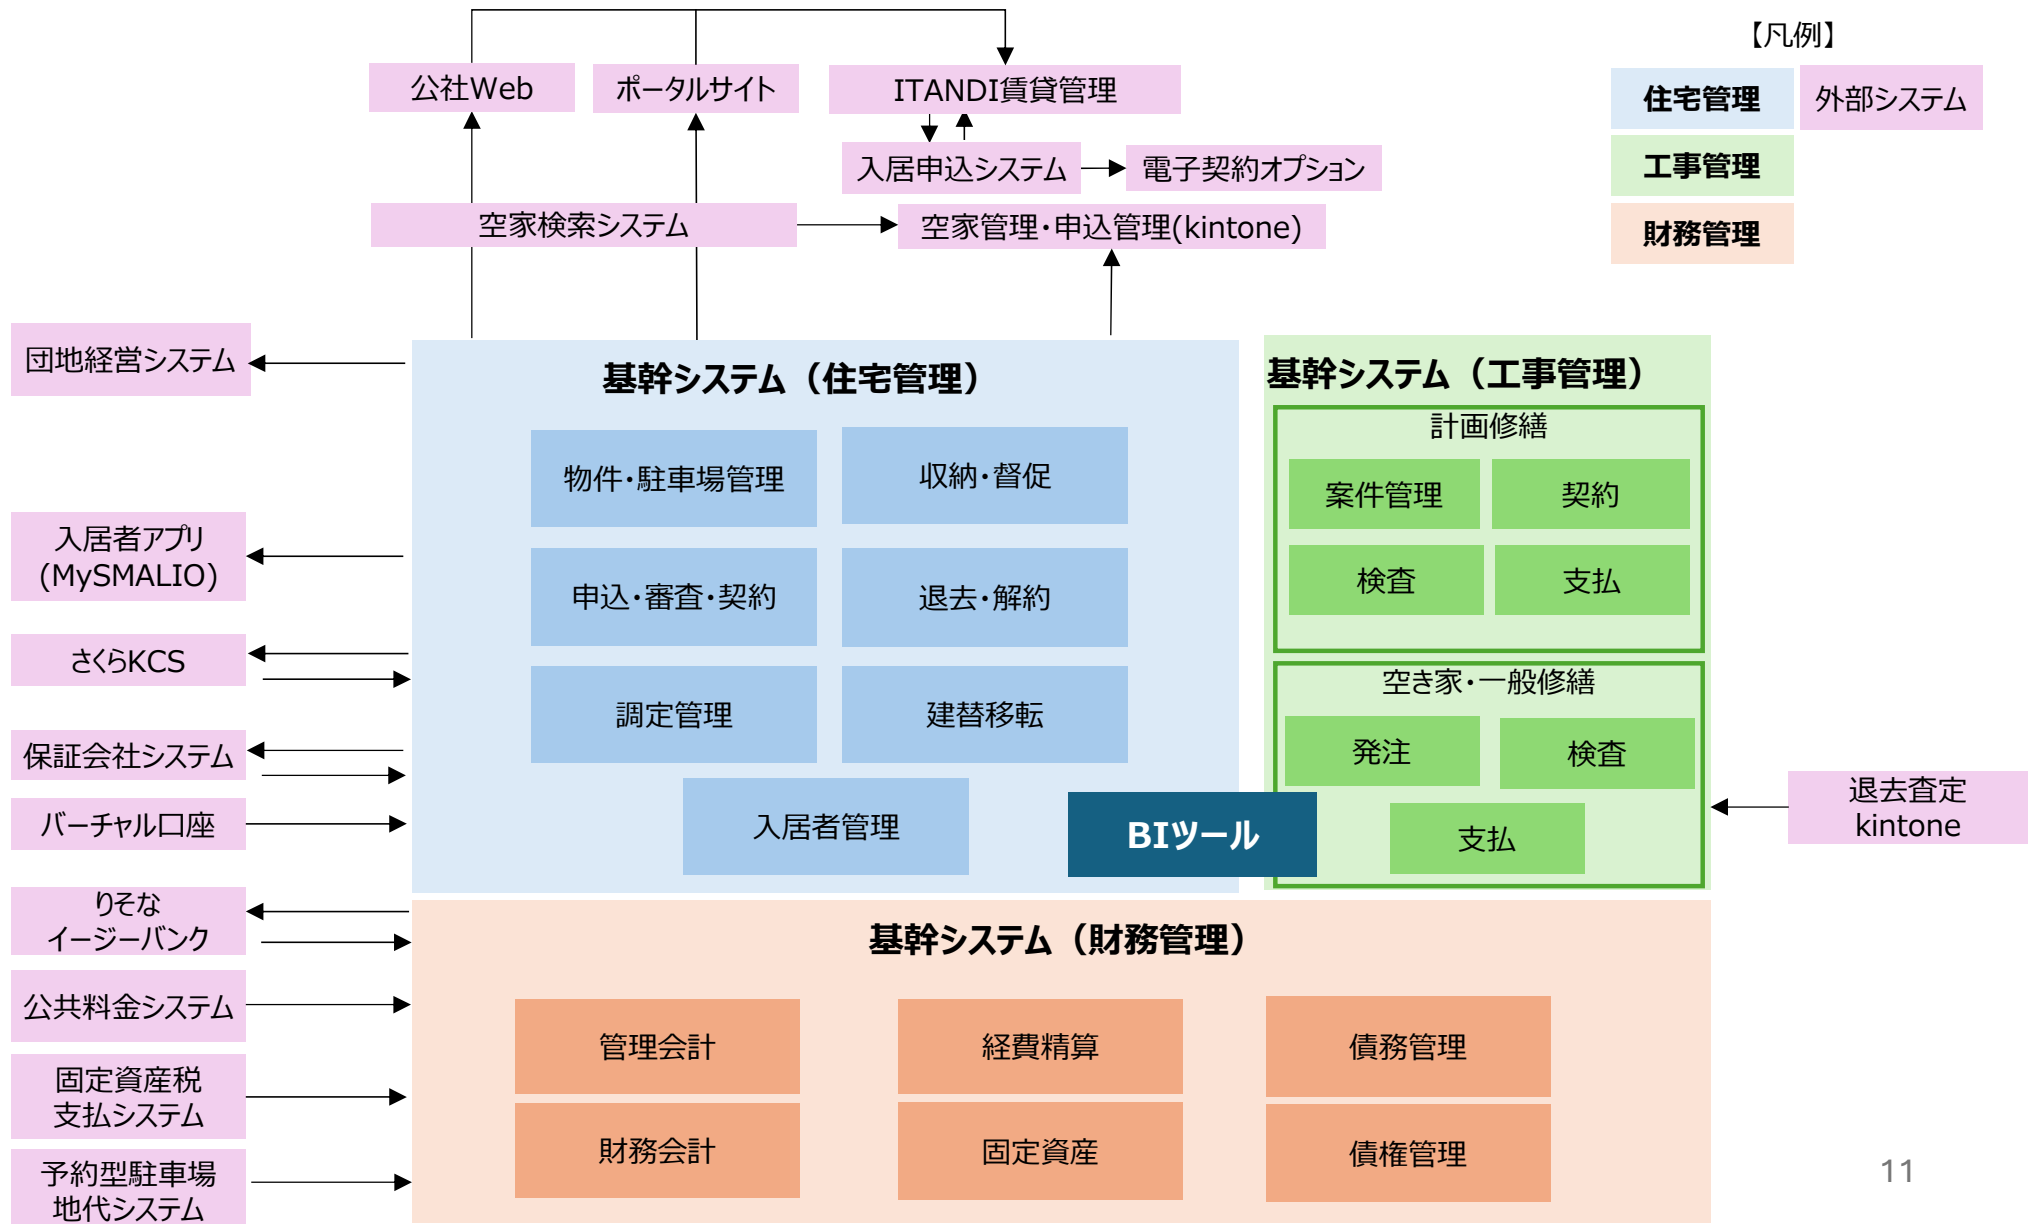 【凡例】
公社Web
ポータルサイト
ITANDI賃貸管理
住宅管理
外部システム
入居申込システム
電子契約オプション
工事管理
空家検索システム
空家管理・申込管理(kintone)
財務管理
団地経営システム
基幹システム（住宅管理）
基幹システム（工事管理）
計画修繕
物件・駐車場管理
収納・督促
案件管理
契約
入居者アプリ
(MySMALIO)
申込・審査・契約
退去・解約
検査
支払
さくらKCS
調定管理
建替移転
空き家・一般修繕
発注
検査
保証会社システム
バーチャル口座
入居者管理
BIツール
支払
退去査定
kintone
りそな
イージーバンク
基幹システム（財務管理）
公共料金システム
管理会計
経費精算
債務管理
固定資産税
支払システム
財務会計
固定資産
債権管理
予約型駐車場
地代システム
11